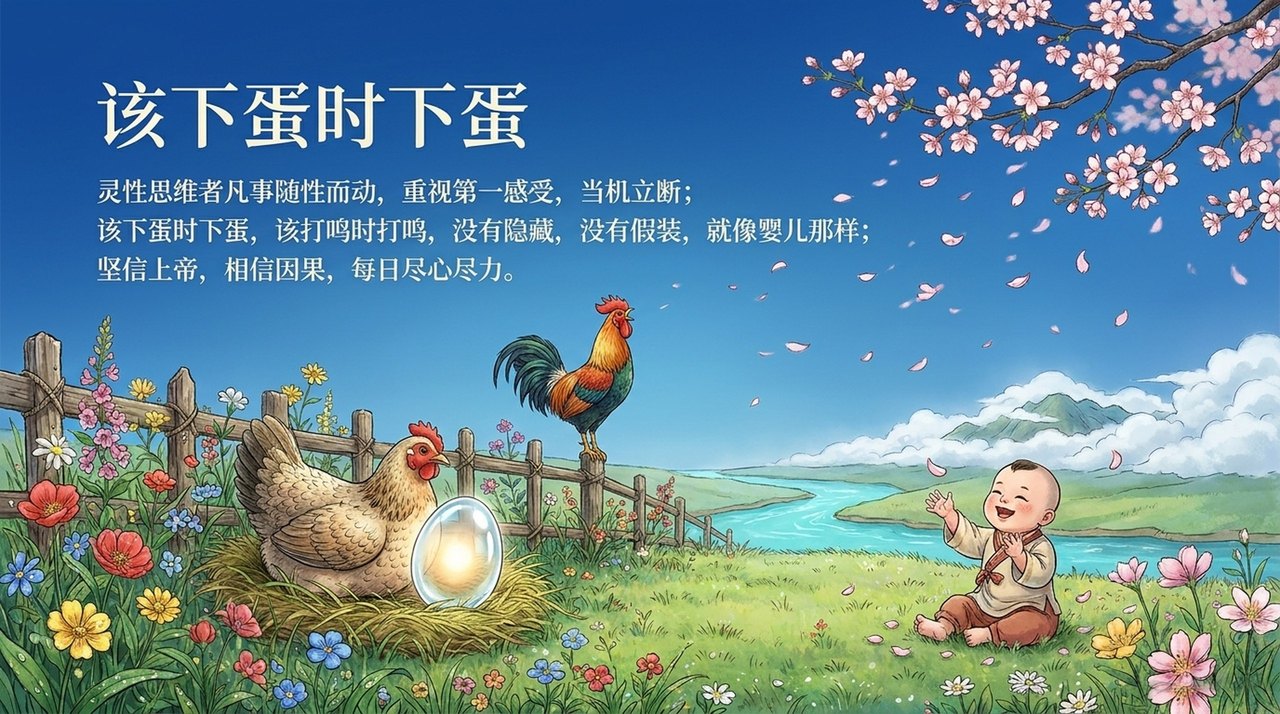 该下蛋时下蛋
灵性思维者凡事随性而动，重视第一感受，当机立断；
该下蛋时下蛋，该打鸣时打鸣，没有隐藏，没有假装，就像婴儿那样；
坚信上帝，相信因果，每日尽心尽力。